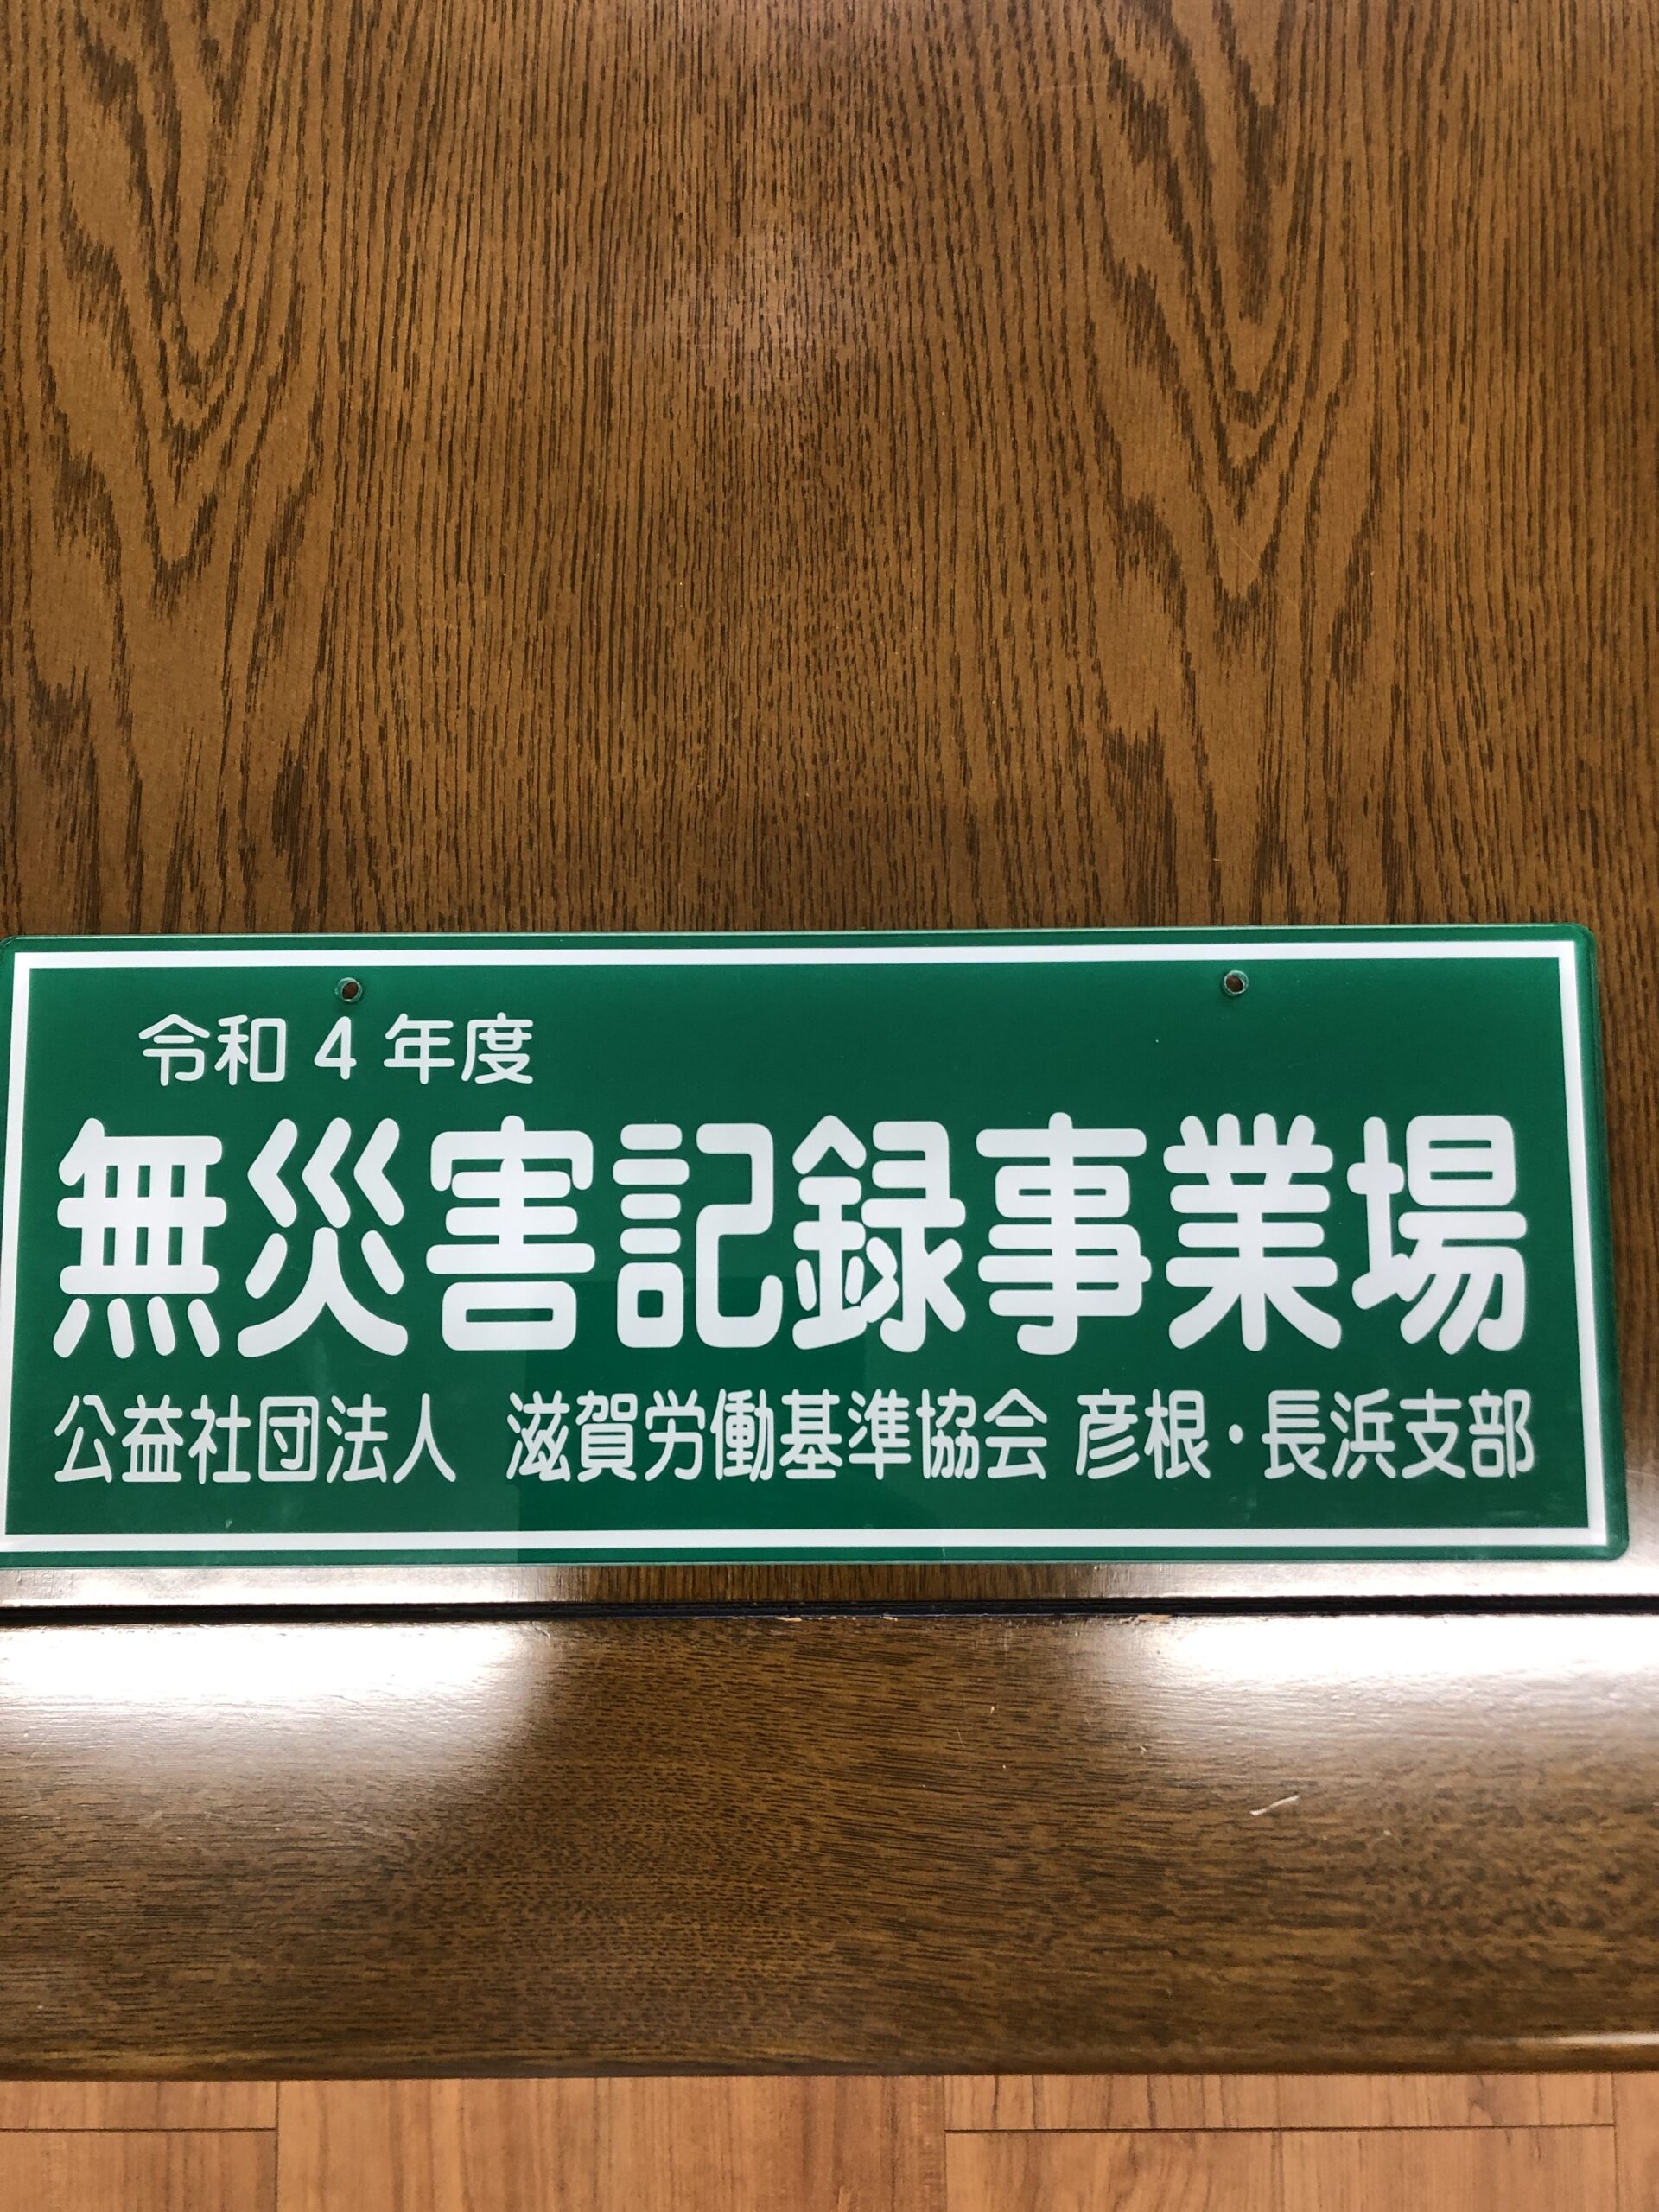 令和 4 年度
無災害記録事業場
公益社団法人 滋賀労働基準協会 彦根・長浜支部